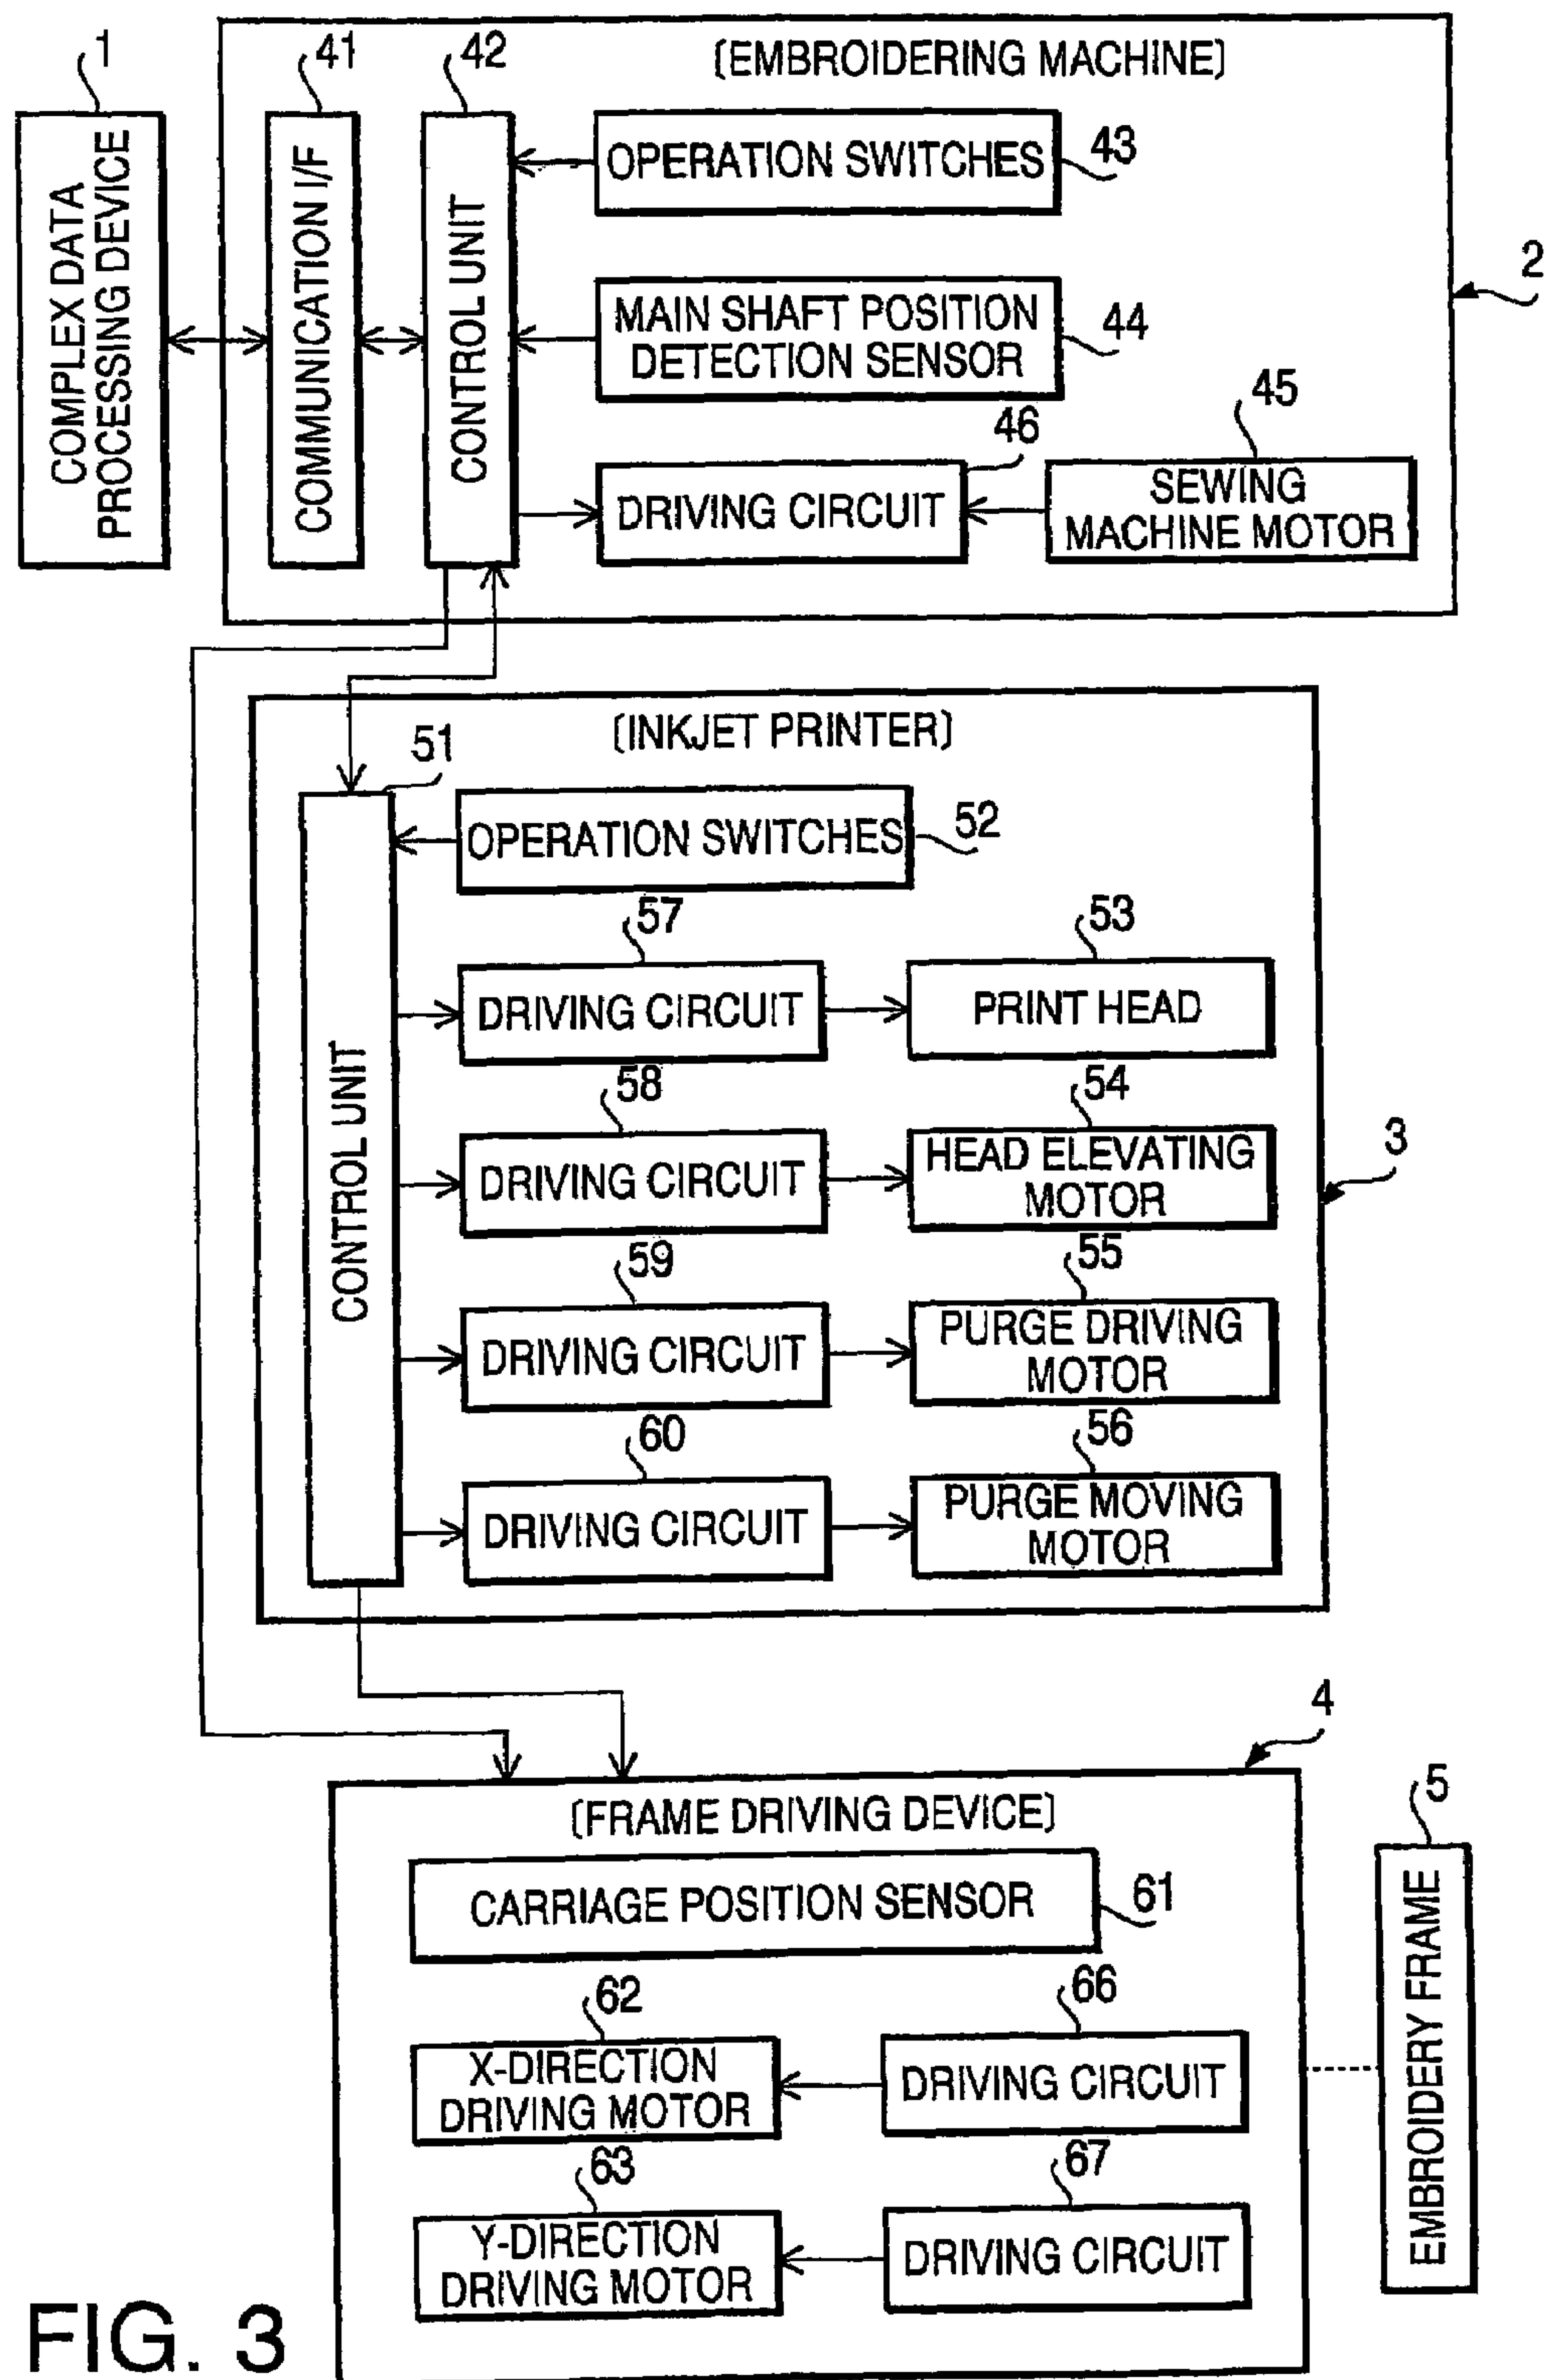 1
41
42
[EMBROIDERING MACHINE]
COMPLEX DATA
PROCESSING DEVICE
COMMUNICATION I/F
CONTROL UNIT
OPERATION SWITCHES
43
2
MAIN SHAFT POSITION
DETECTION SENSOR
44
45
46
DRIVING CIRCUIT
SEWING
MACHINE MOTOR
[INKJET PRINTER]
51
CONTROL UNIT
OPERATION SWITCHES
52
57
53
DRIVING CIRCUIT
PRINT HEAD
58
54
DRIVING CIRCUIT
HEAD ELEVATING
MOTOR
3
59
55
DRIVING CIRCUIT
PURGE DRIVING
MOTOR
60
56
DRIVING CIRCUIT
PURGE MOVING
MOTOR
4
[FRAME DRIVING DEVICE]
5
CARRIAGE POSITION SENSOR
61
EMBROIDERY FRAME
62
66
X-DIRECTION
DRIVING MOTOR
DRIVING CIRCUIT
63
67
Y-DIRECTION
DRIVING MOTOR
DRIVING CIRCUIT
FIG. 3